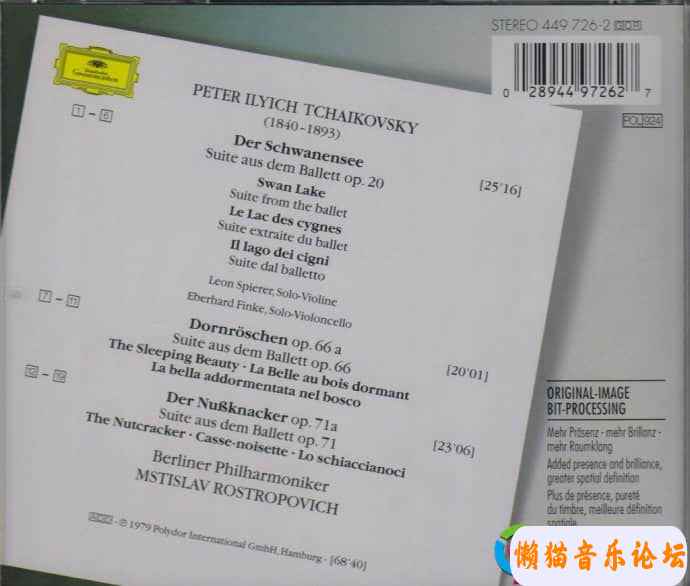 STEREO 449 726-2 GOR
0 28944 97262 7
POL 924
Deutsche
Grammophon
PETER ILYICH TCHAIKOVSKY
(1840-1893)
1 - 6
Der Schwanensee
Suite aus dem Ballett op. 20 [25'16]
Swan Lake
Suite from the ballet
Le Lac des cygnes
Suite extraite du ballet
Il lago dei cigni
Suite dal balletto
Leon Spierer, Solo-Violine
Eberhard Finke, Solo-Violoncello
7 - 11
Dornröschen op. 66 a
Suite aus dem Ballett op. 66 [20'01]
The Sleeping Beauty · La Belle au bois dormant
La bella addormentata nel bosco
12 - 19
Der Nußknacker op. 71a
Suite aus dem Ballett op. 71 [23'06]
The Nutcracker · Casse-noisette · Lo schiaccianoci
Berliner Philharmoniker
MSTISLAV ROSTROPOVICH
ADD · ℗ 1979 Polydor International GmbH, Hamburg · [68'40]
ORIGINAL-IMAGE
BIT-PROCESSING
Mehr Präsenz · mehr Brillanz ·
mehr Raumklang
Added presence and brilliance,
greater spatial definition
Plus de présence, pureté
du timbre, meilleure définition
spatiale
懒猫音乐论坛